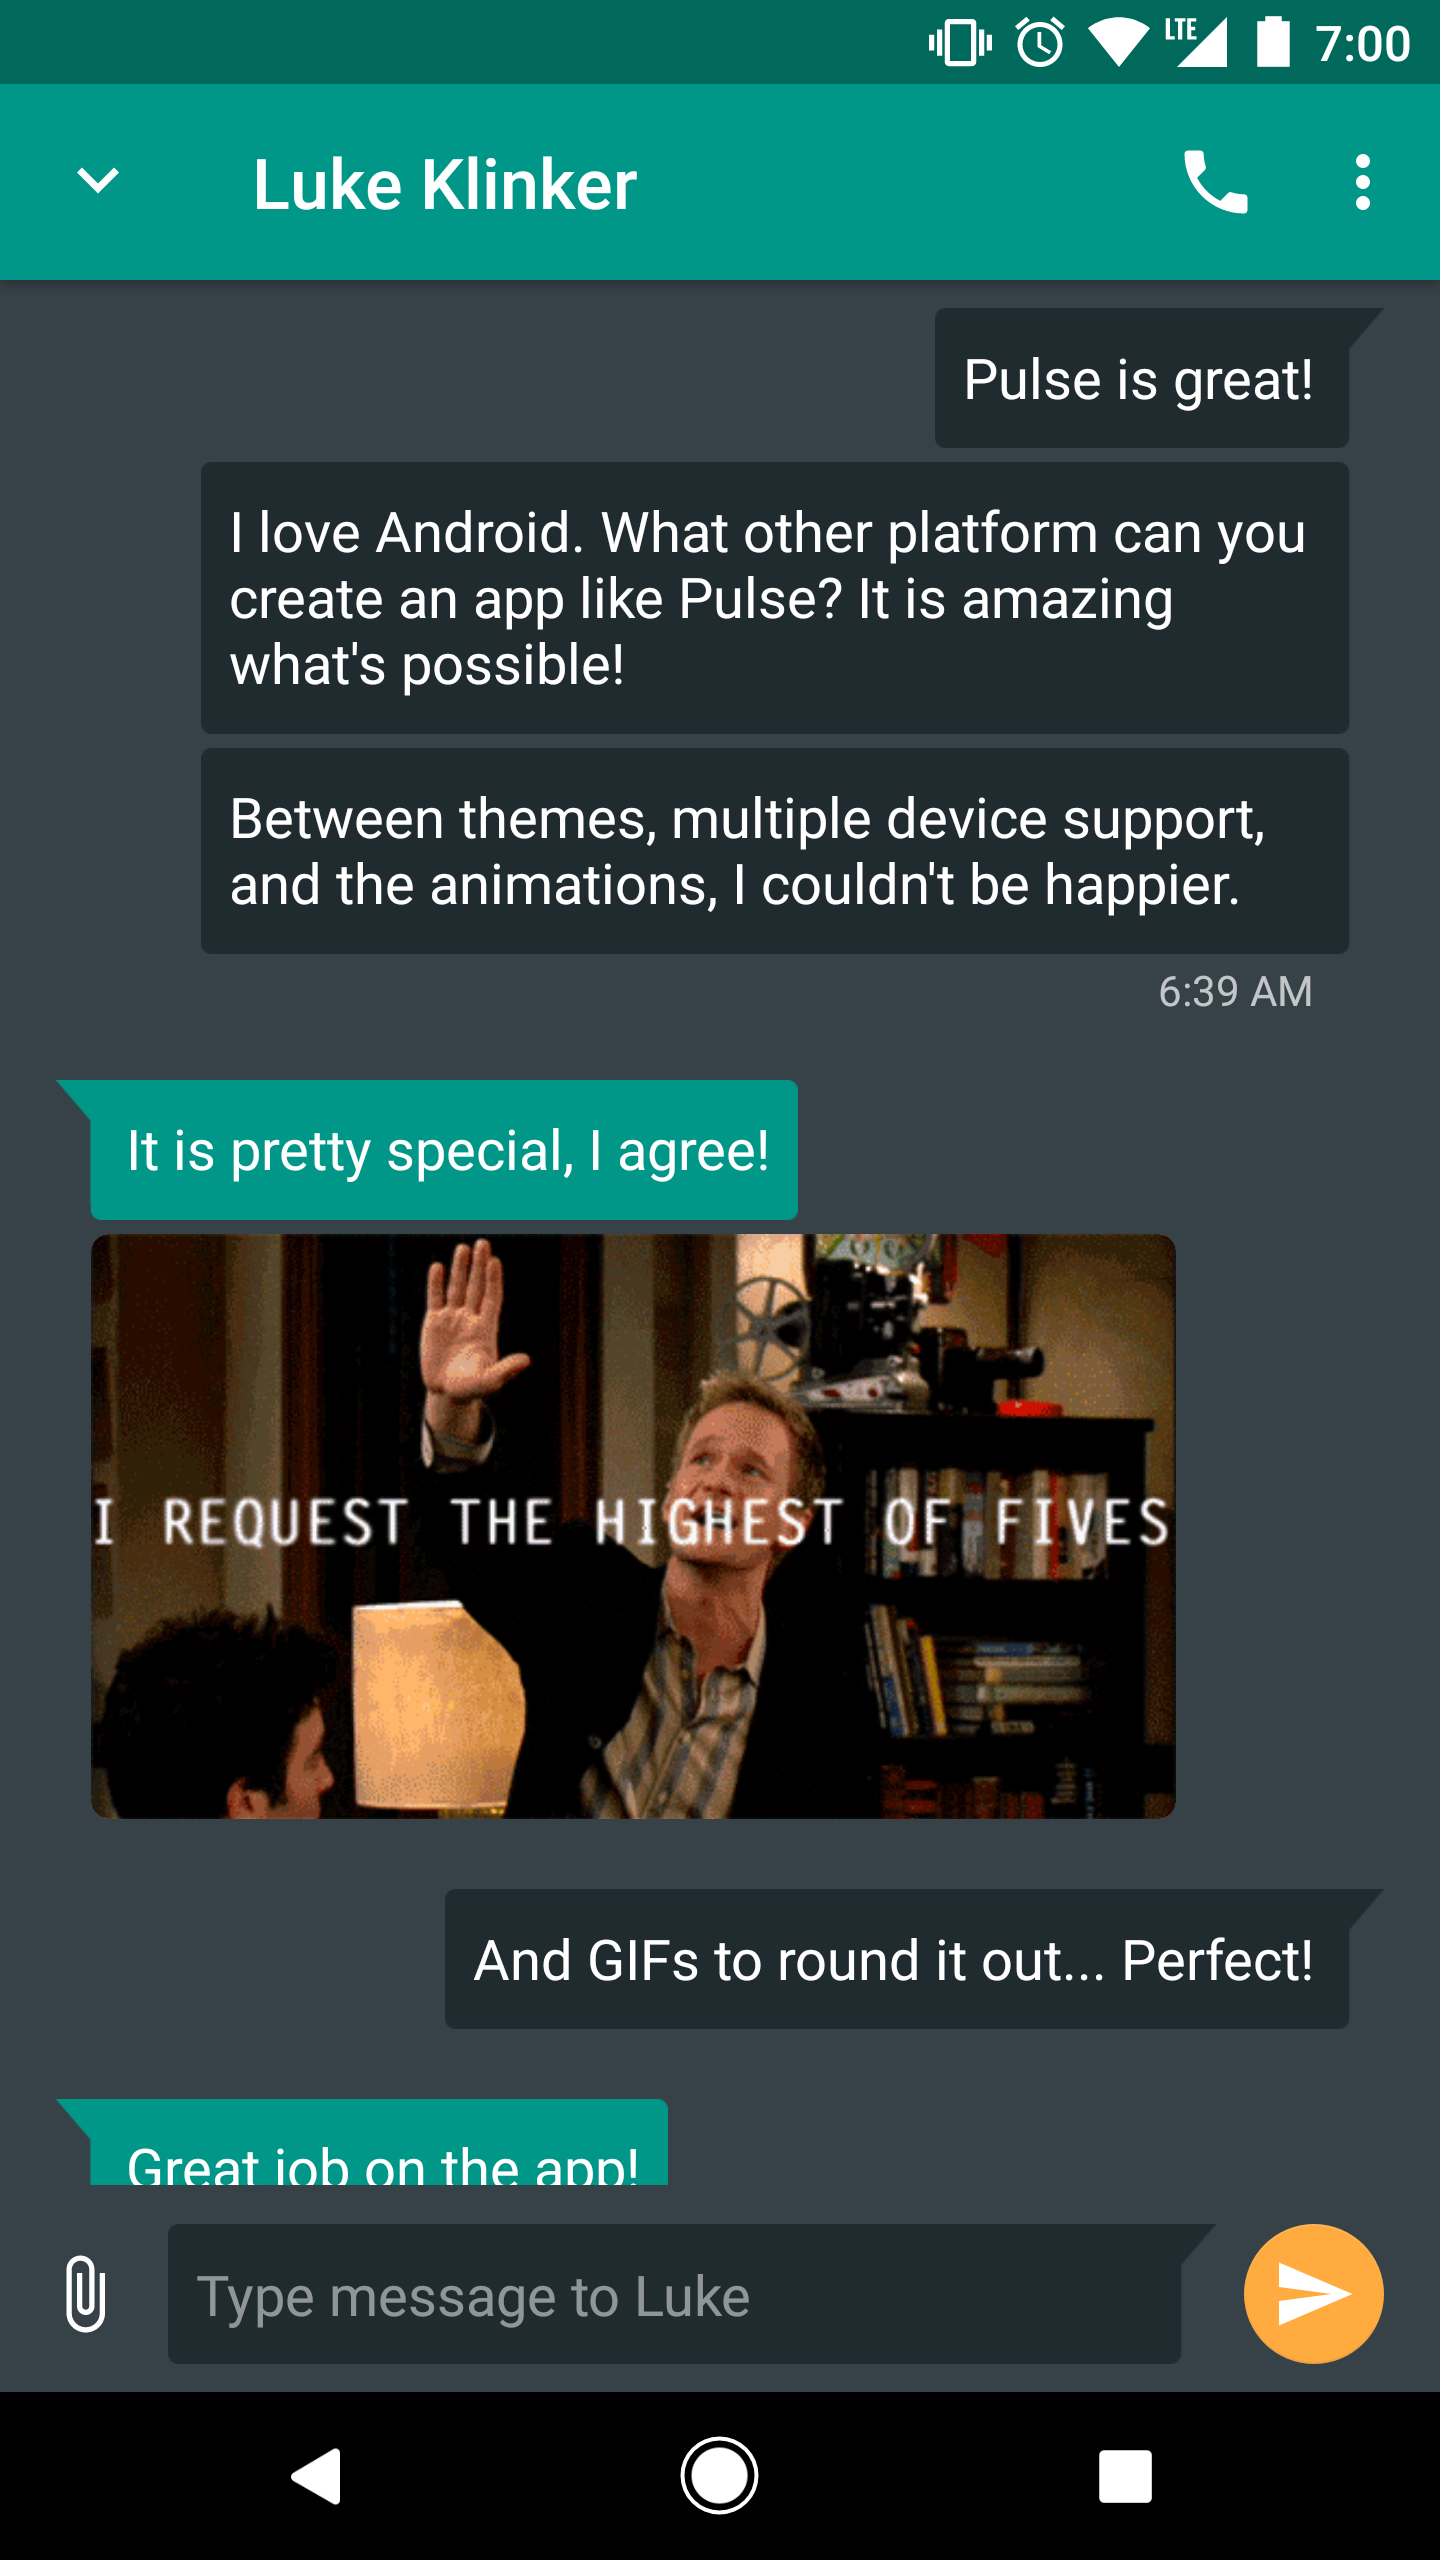 LTE 7:00
Luke Klinker
Pulse is great!
I love Android. What other platform can you
create an app like Pulse? It is amazing
what's possible!
Between themes, multiple device support,
and the animations, I couldn't be happier.
6:39 AM
It is pretty special, I agree!
I REQUEST THE HIGHEST OF FIVES
And GIFs to round it out... Perfect!
Great job on the app!
Type message to Luke